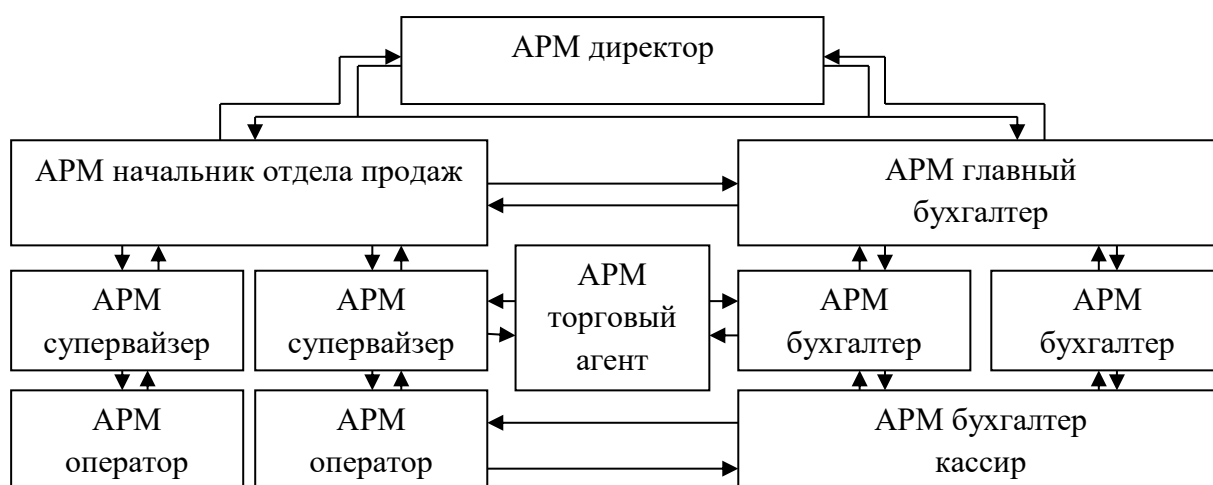 АРМ директор
АРМ начальник отдела продаж
АРМ главный
бухгалтер
АРМ
супервайзер
АРМ
супервайзер
АРМ
торговый
агент
АРМ
бухгалтер
АРМ
бухгалтер
АРМ
оператор
АРМ
оператор
АРМ бухгалтер
кассир